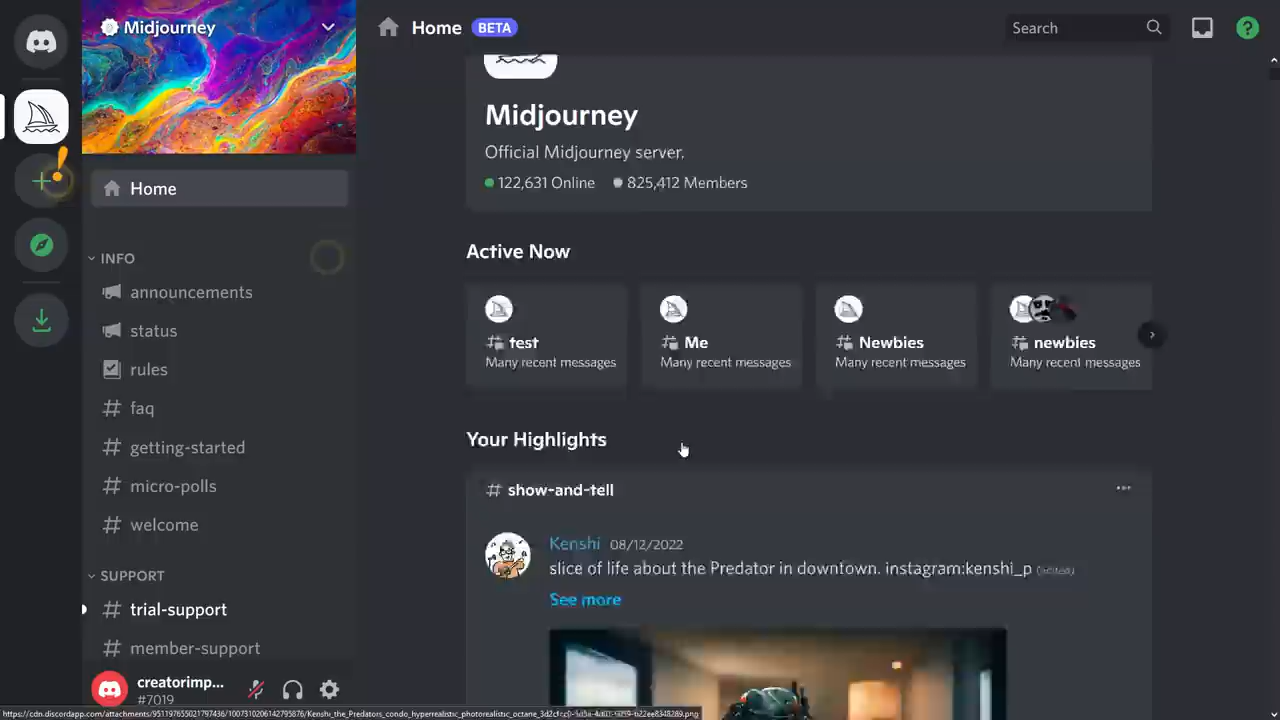 Midjourney
Home BETA
Search
?
Home
INFO
announcements
status
rules
faq
getting-started
micro-polls
welcome
SUPPORT
trial-support
member-support
creatorimp...
#7019
Midjourney
Official Midjourney server.
122,631 Online 825,412 Members
Active Now
test
Many recent messages
Me
Many recent messages
Newbies
Many recent messages
newbies
Many recent messages
Your Highlights
show-and-tell
Kenshi 08/12/2022
slice of life about the Predator in downtown. instagram:kenshi_p (edited)
See more